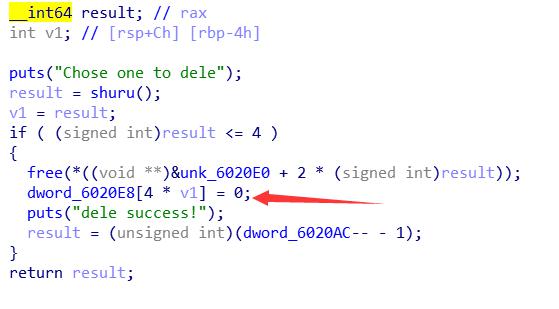 __int64 result; // rax
int v1; // [rsp+Ch] [rbp-4h]
puts("Chose one to dele");
result = shuru();
v1 = result;
if ( (signed int)result <= 4 )
{
free(*((void **)&unk_6020E0 + 2 * (signed int)result));
dword_6020E8[4 * v1] = 0;
puts("dele success!");
result = (unsigned int)(dword_6020AC-- - 1);
}
return result;